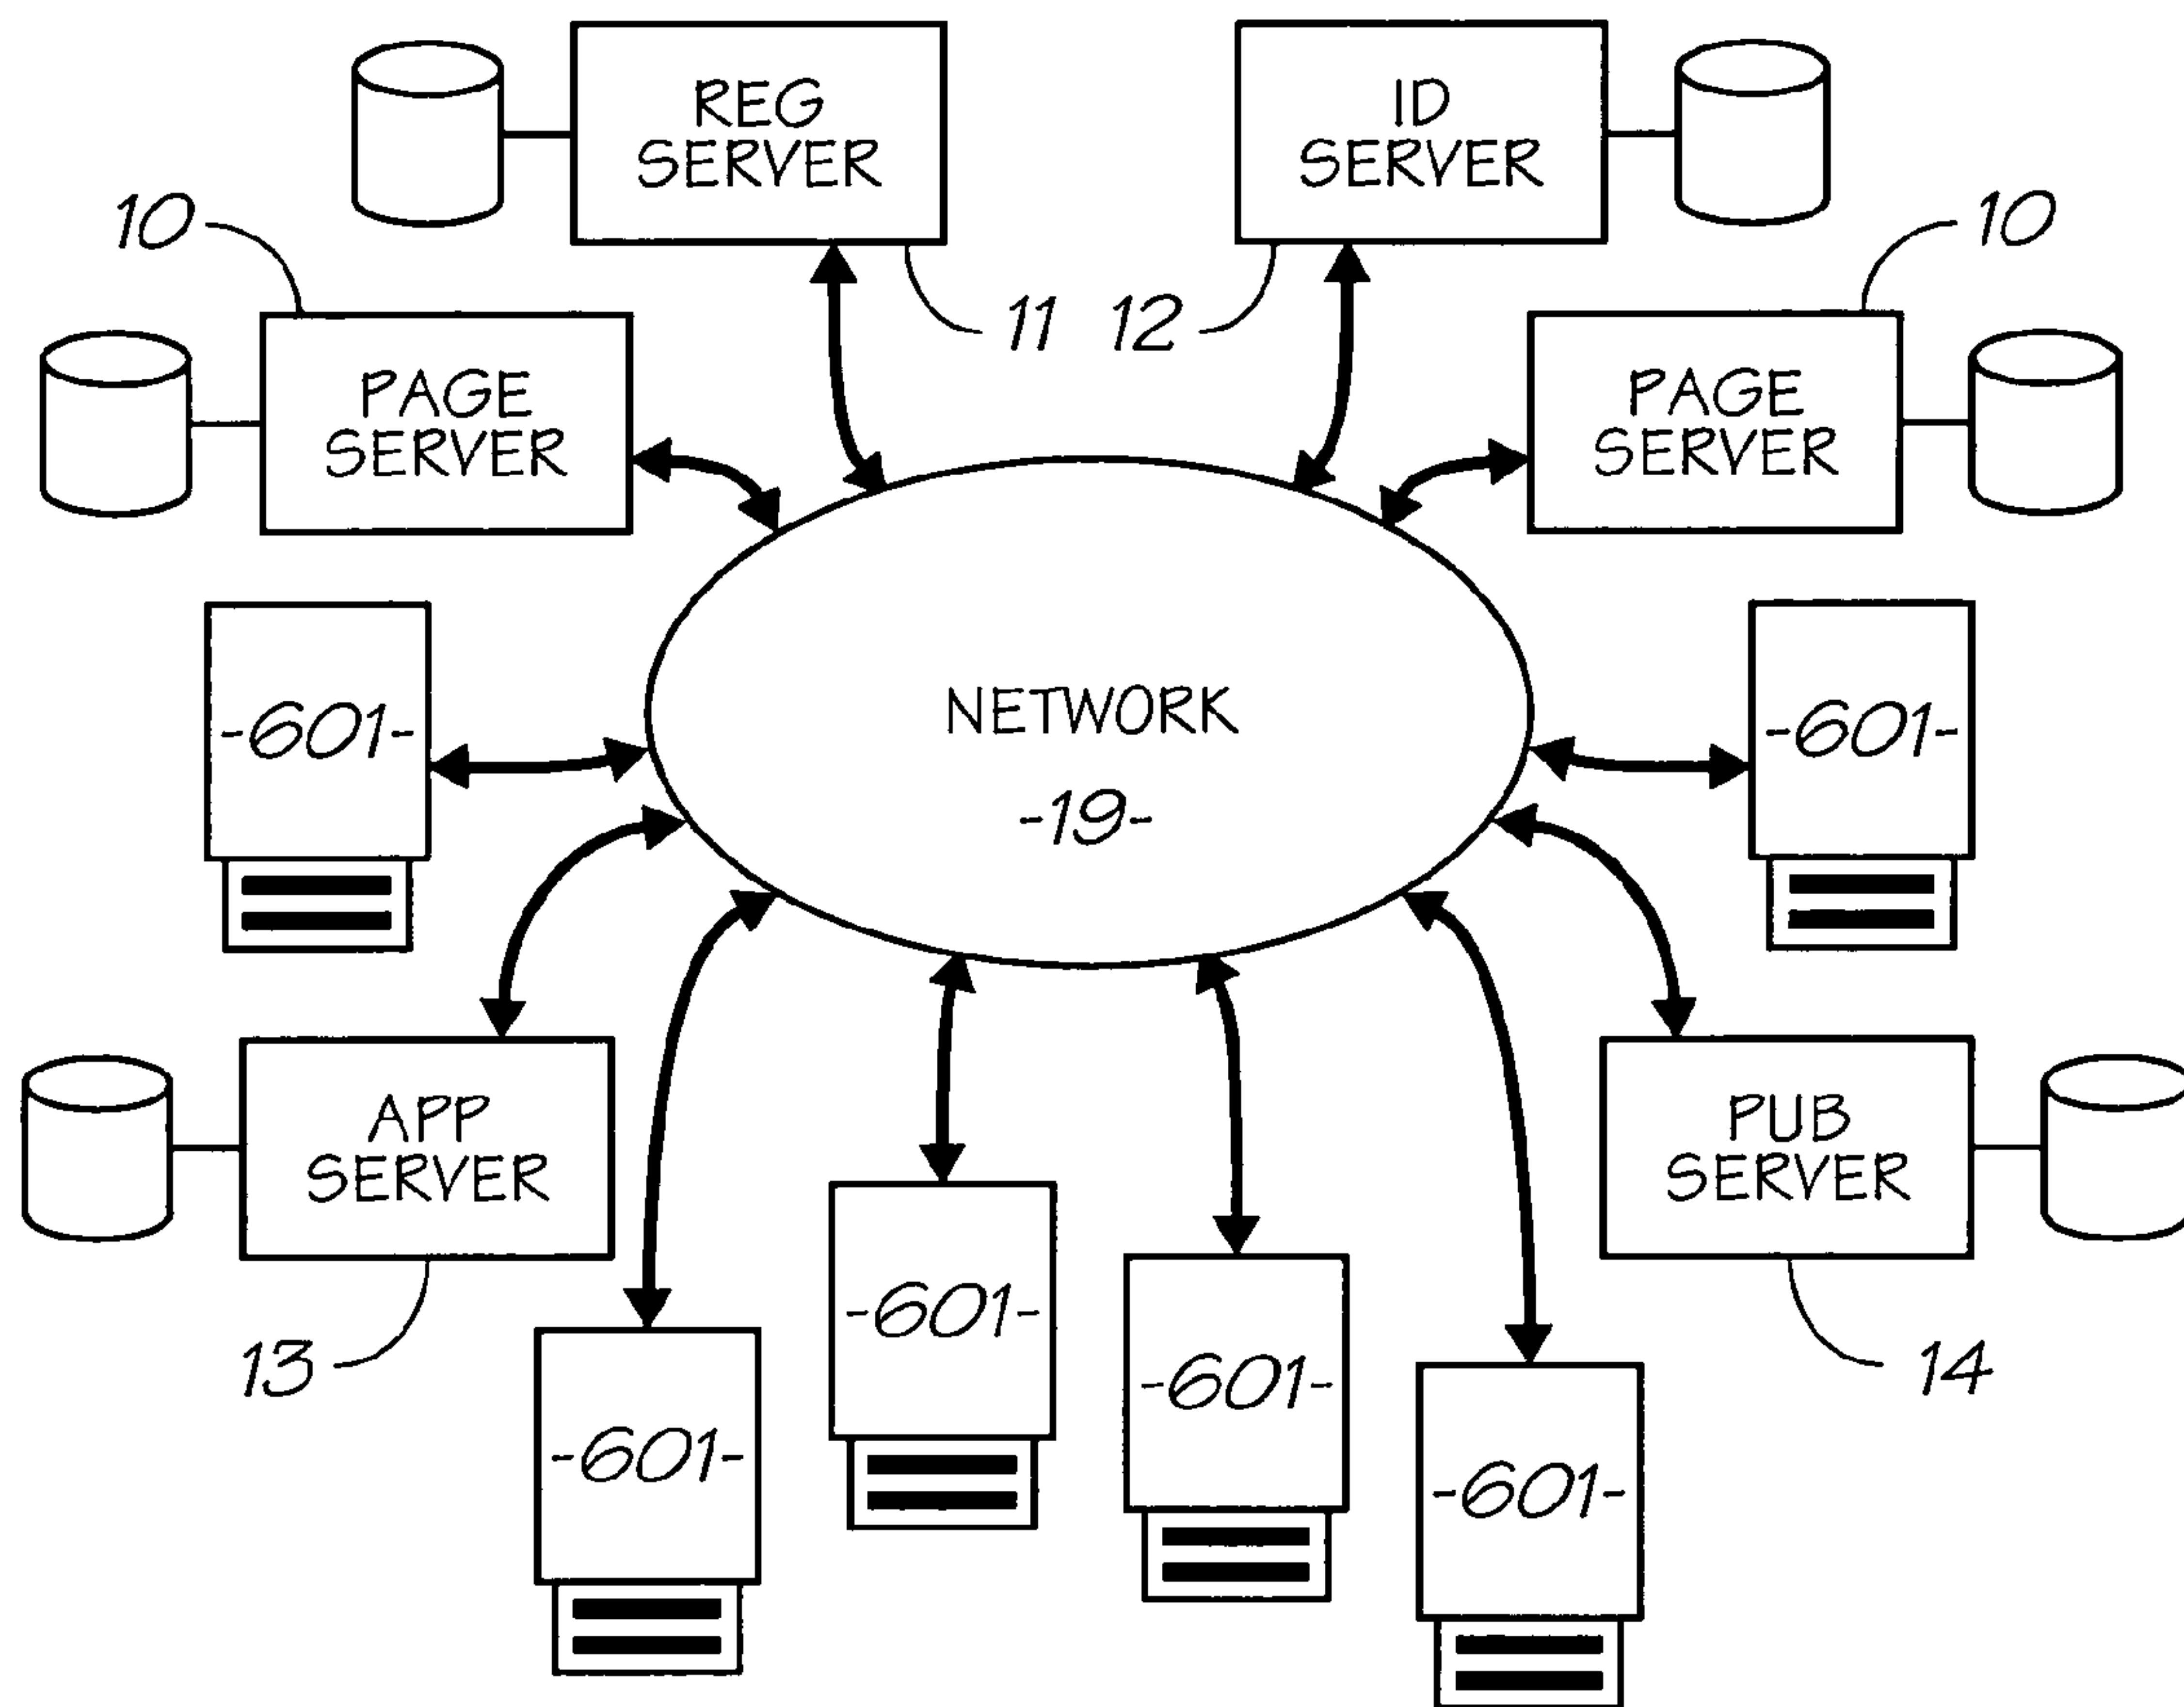 REG
SERVER
ID
SERVER
10
10
11
12
PAGE
SERVER
PAGE
SERVER
-601-
NETWORK
-19-
-601-
APP
SERVER
PUB
SERVER
13
-601-
-601-
-601-
-601-
14